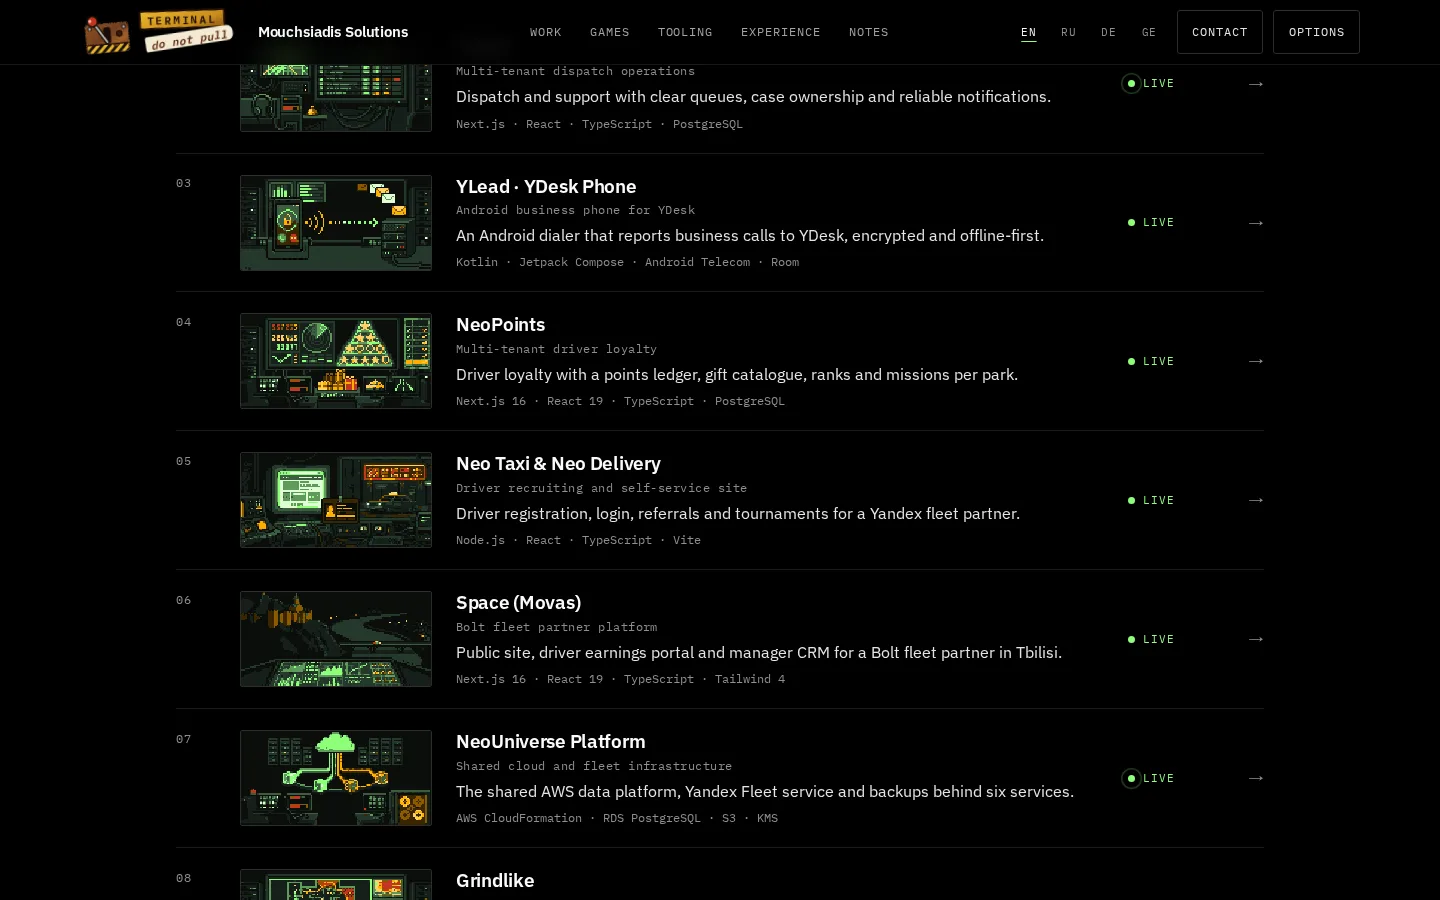 TERMINAL
do not pull
Mouchsiadis Solutions
WORK
GAMES
TOOLING
EXPERIENCE
NOTES
EN
RU
DE
GE
CONTACT
OPTIONS
Multi-tenant dispatch operations
Dispatch and support with clear queues, case ownership and reliable notifications.
Next.js · React · TypeScript · PostgreSQL
LIVE →
03
YLead · YDesk Phone
Android business phone for YDesk
An Android dialer that reports business calls to YDesk, encrypted and offline-first.
Kotlin · Jetpack Compose · Android Telecom · Room
LIVE →
04
NeoPoints
Multi-tenant driver loyalty
Driver loyalty with a points ledger, gift catalogue, ranks and missions per park.
Next.js 16 · React 19 · TypeScript · PostgreSQL
LIVE →
05
Neo Taxi & Neo Delivery
Driver recruiting and self-service site
Driver registration, login, referrals and tournaments for a Yandex fleet partner.
Node.js · React · TypeScript · Vite
LIVE →
06
Space (Movas)
Bolt fleet partner platform
Public site, driver earnings portal and manager CRM for a Bolt fleet partner in Tbilisi.
Next.js 16 · React 19 · TypeScript · Tailwind 4
LIVE →
07
NeoUniverse Platform
Shared cloud and fleet infrastructure
The shared AWS data platform, Yandex Fleet service and backups behind six services.
AWS CloudFormation · RDS PostgreSQL · S3 · KMS
LIVE →
08
Grindlike